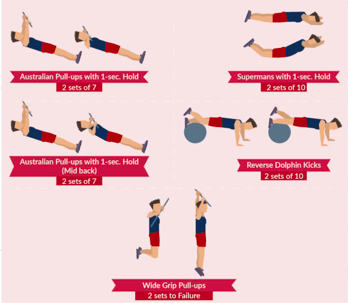 Australian Pull-ups with 1-sec. Hold
2 sets of 7
Supermans with 1-sec. Hold
2 sets of 10
Australian Pull-ups with 1-sec. Hold
(Mid back)
2 sets of 7
Reverse Dolphin Kicks
2 sets of 10
Wide Grip Pull-ups
2 sets to Failure